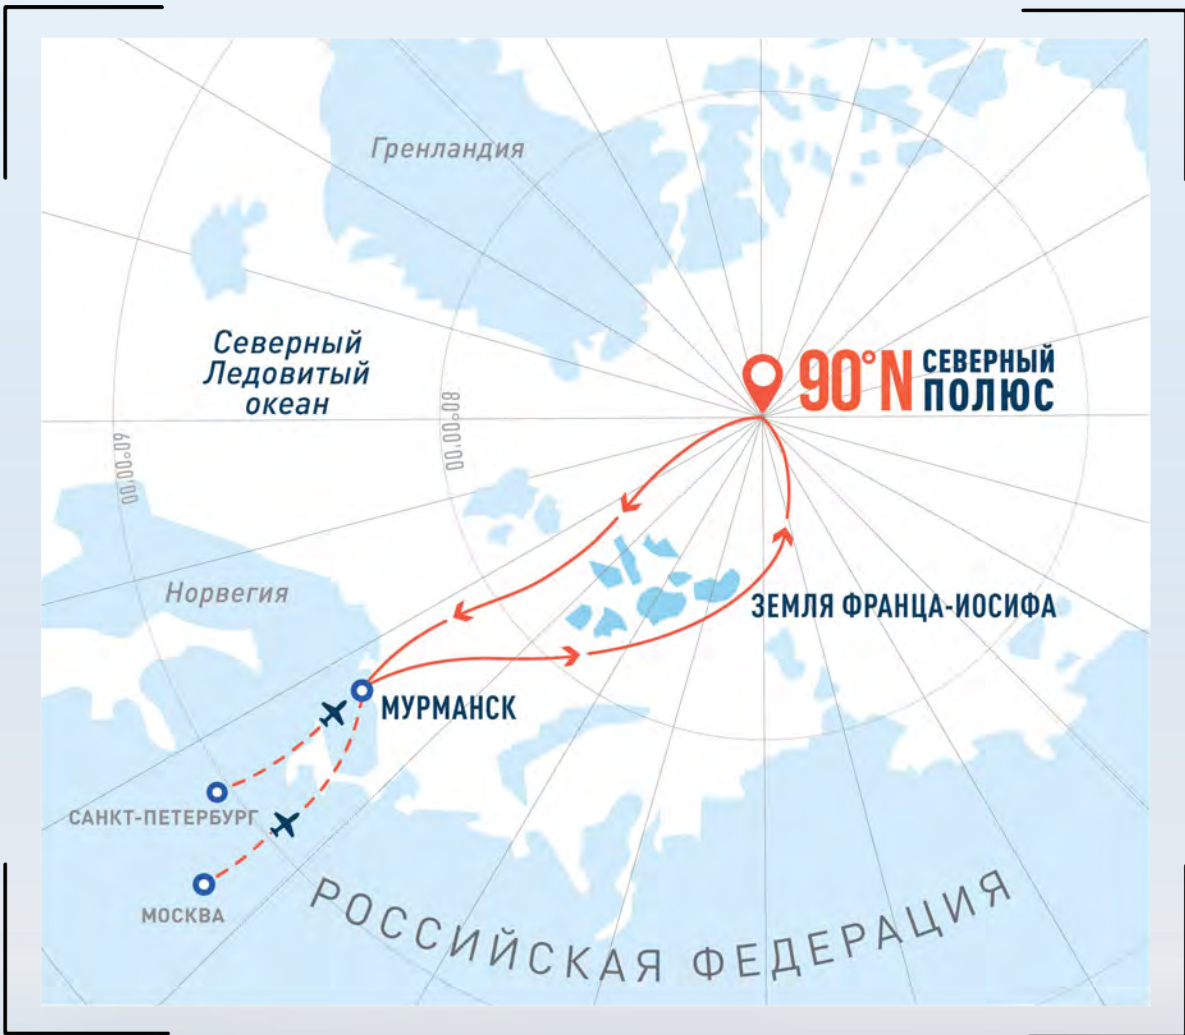 Гренландия
Северный
Ледовитый
океан
90°N СЕВЕРНЫЙ
ПОЛЮС
80°00'00
60°00'00
Норвегия
ЗЕМЛЯ ФРАНЦА-ИОСИФА
МУРМАНСК
САНКТ-ПЕТЕРБУРГ
МОСКВА
РОССИЙСКАЯ ФЕДЕРАЦИЯ